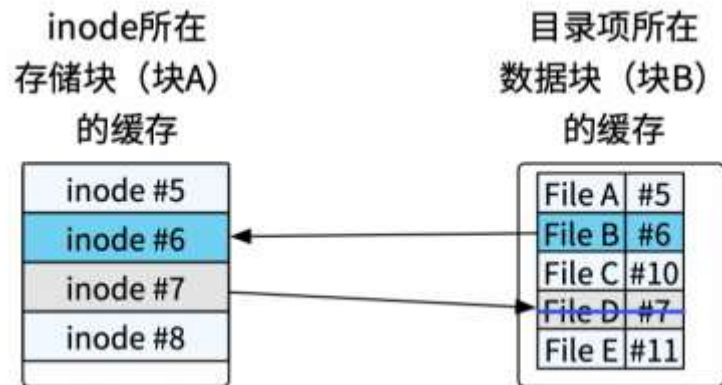 inode所在
存储块（块A）
的缓存
inode #5
inode #6
inode #7
inode #8
目录项所在
数据块（块B）
的缓存
File A #5
File B #6
File C #10
File D #7
File E #11